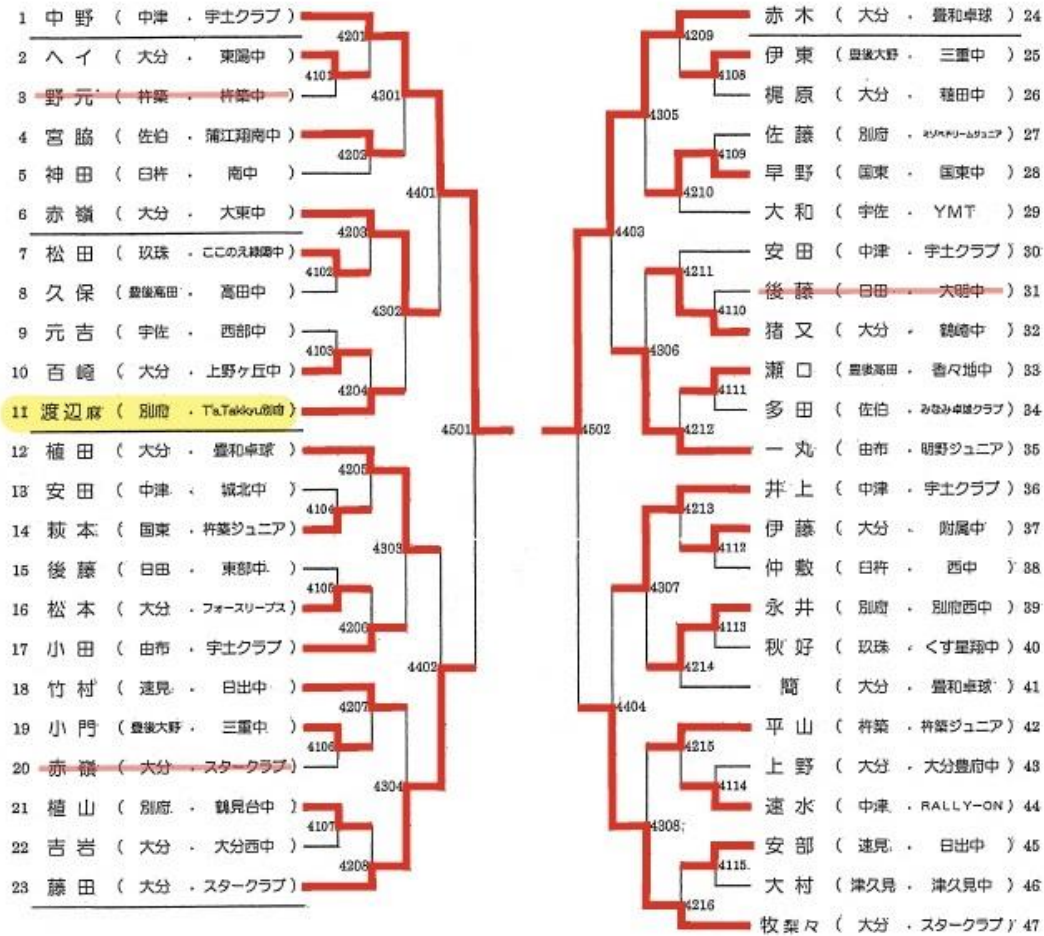 1 中野 ( 中津 ・ 宇土クラブ )
2 ヘイ ( 大分 ・ 東陽中 )
3 野元 ( 杵築 ・ 杵築中 )
4 宮脇 ( 佐伯 ・ 蒲江翔南中 )
5 神田 ( 臼杵 ・ 南中 )
6 赤嶺 ( 大分 ・ 大東中 )
7 松田 ( 玖珠 ・ ここのえ緑陽中 )
8 久保 ( 豊後高田 ・ 高田中 )
9 元吉 ( 宇佐 ・ 西部中 )
10 百崎 ( 大分 ・ 上野ヶ丘中 )
11 渡辺麻 ( 別府 ・ T'a.Takkyu別府 )
12 植田 ( 大分 ・ 畳和卓球 )
13 安田 ( 中津 ・ 城北中 )
14 萩本 ( 国東 ・ 杵築ジュニア )
15 後藤 ( 日田 ・ 東部中 )
16 松本 ( 大分 ・ フォースリーブス )
17 小田 ( 由布 ・ 宇土クラブ )
18 竹村 ( 速見 ・ 日出中 )
19 小門 ( 豊後大野 ・ 三重中 )
20 赤嶺 ( 大分 ・ スタークラブ )
21 植山 ( 別府 ・ 鶴見台中 )
22 吉岩 ( 大分 ・ 大分西中 )
23 藤田 ( 大分 ・ スタークラブ )
4101
4102
4103
4104
4105
4106
4107
4201
4202
4203
4204
4205
4206
4207
4208
4301
4302
4303
4304
4401
4402
4501
4502
4403
4404
4305
4306
4307
4308
4209
4210
4211
4212
4213
4214
4215
4216
4108
4109
4110
4111
4112
4113
4114
4115
赤木 ( 大分 ・ 畳和卓球 ) 24
伊東 ( 豊後大野 ・ 三重中 ) 25
梶原 ( 大分 ・ 稙田中 ) 26
佐藤 ( 別府 ・ ジュニア ) 27
早野 ( 国東 ・ 国東中 ) 28
大和 ( 宇佐 ・ YMT ) 29
安田 ( 中津 ・ 宇土クラブ ) 30
後藤 ( 日田 ・ 大明中 ) 31
猪又 ( 大分 ・ 鶴崎中 ) 32
瀬口 ( 豊後高田 ・ 香々地中 ) 33
多田 ( 佐伯 ・ みなみ卓球クラブ ) 34
一丸 ( 由布 ・ 明野ジュニア ) 35
井上 ( 中津 ・ 宇土クラブ ) 36
伊藤 ( 大分 ・ 附属中 ) 37
仲敷 ( 臼杵 ・ 西中 ) 38
永井 ( 別府 ・ 別府西中 ) 39
秋好 ( 玖珠 ・ くす星翔中 ) 40
簡 ( 大分 ・ 畳和卓球 ) 41
平山 ( 杵築 ・ 杵築ジュニア ) 42
上野 ( 大分 ・ 大分豊府中 ) 43
速水 ( 中津 ・ RALLY-ON ) 44
安部 ( 速見 ・ 日出中 ) 45
大村 ( 津久見 ・ 津久見中 ) 46
牧梨々 ( 大分 ・ スタークラブ ) 47